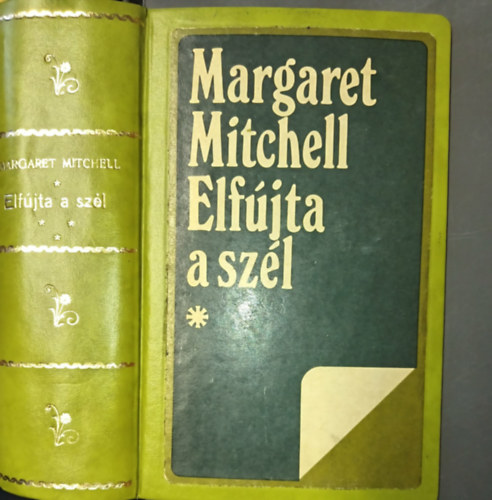 MARGARET MITCHELL
*
Elfújta a szél
* * *
Margaret
Mitchell
Elfújta
a szél
*